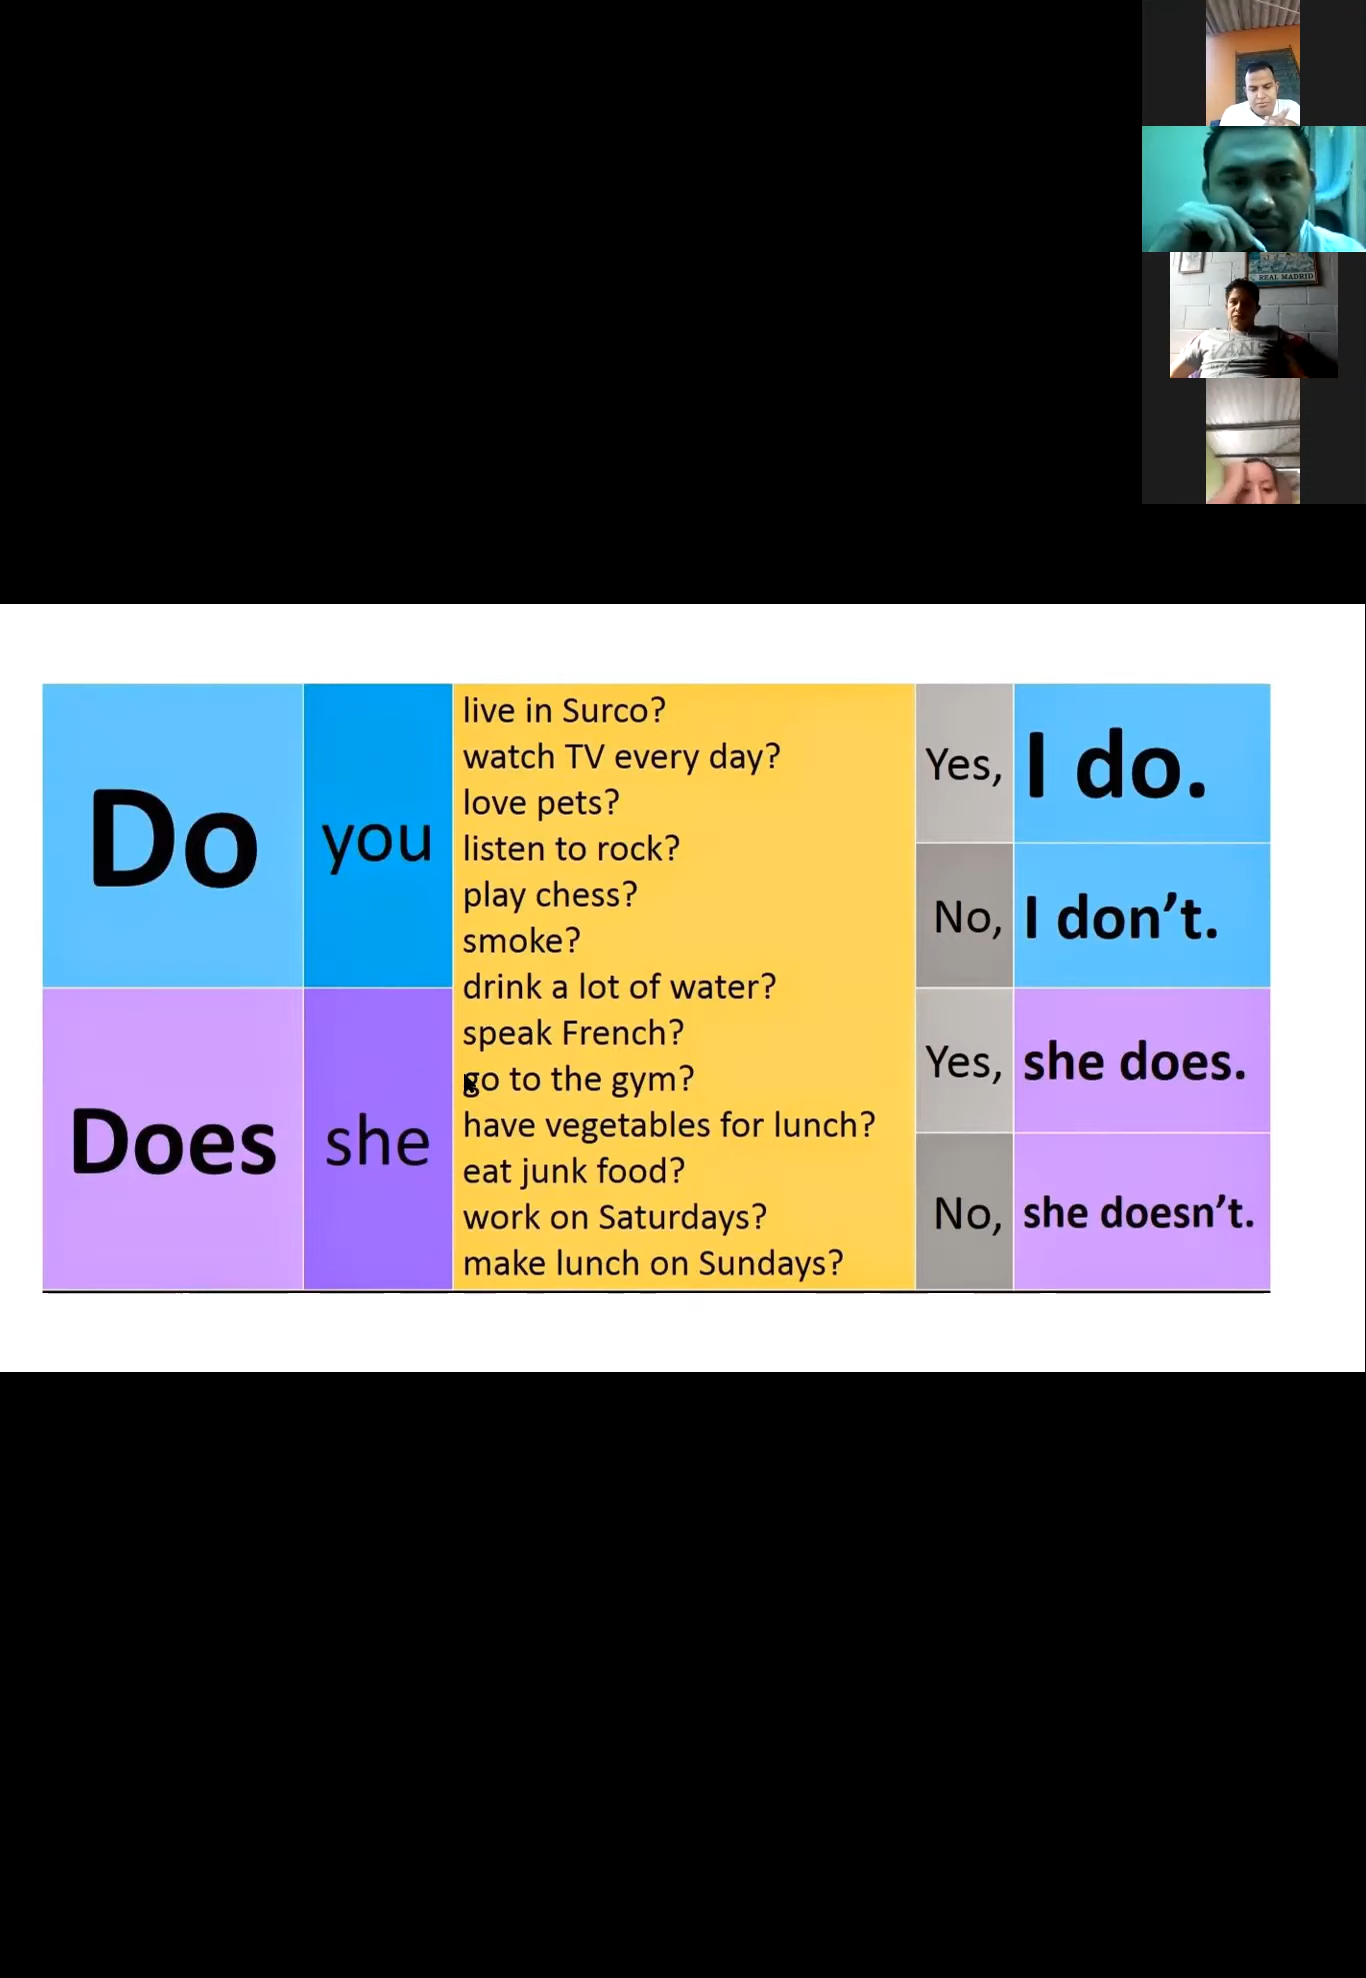 REAL MADRID
VANS
Do
you
live in Surco?
watch TV every day?
love pets?
listen to rock?
play chess?
smoke?
drink a lot of water?
speak French?
go to the gym?
have vegetables for lunch?
eat junk food?
work on Saturdays?
make lunch on Sundays?
Yes,
I do.
No,
I don't.
Does
she
Yes,
she does.
No,
she doesn't.